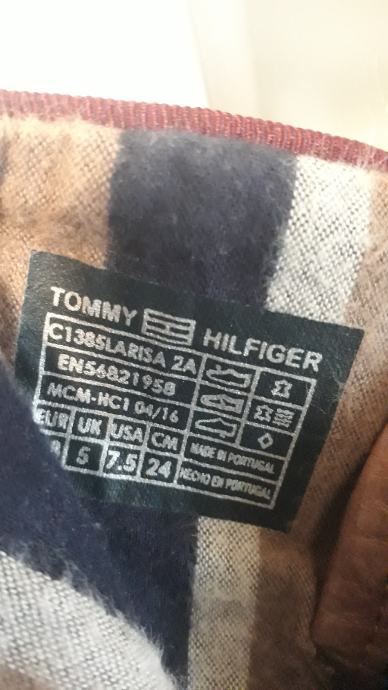 TOMMY HILFIGER
C1385LARISA 2A
EN56821958
MCM-HC1 04/16
EUR UK USA CM
5 7.5 24
MADE IN PORTUGAL
HECHO EN PORTUGAL